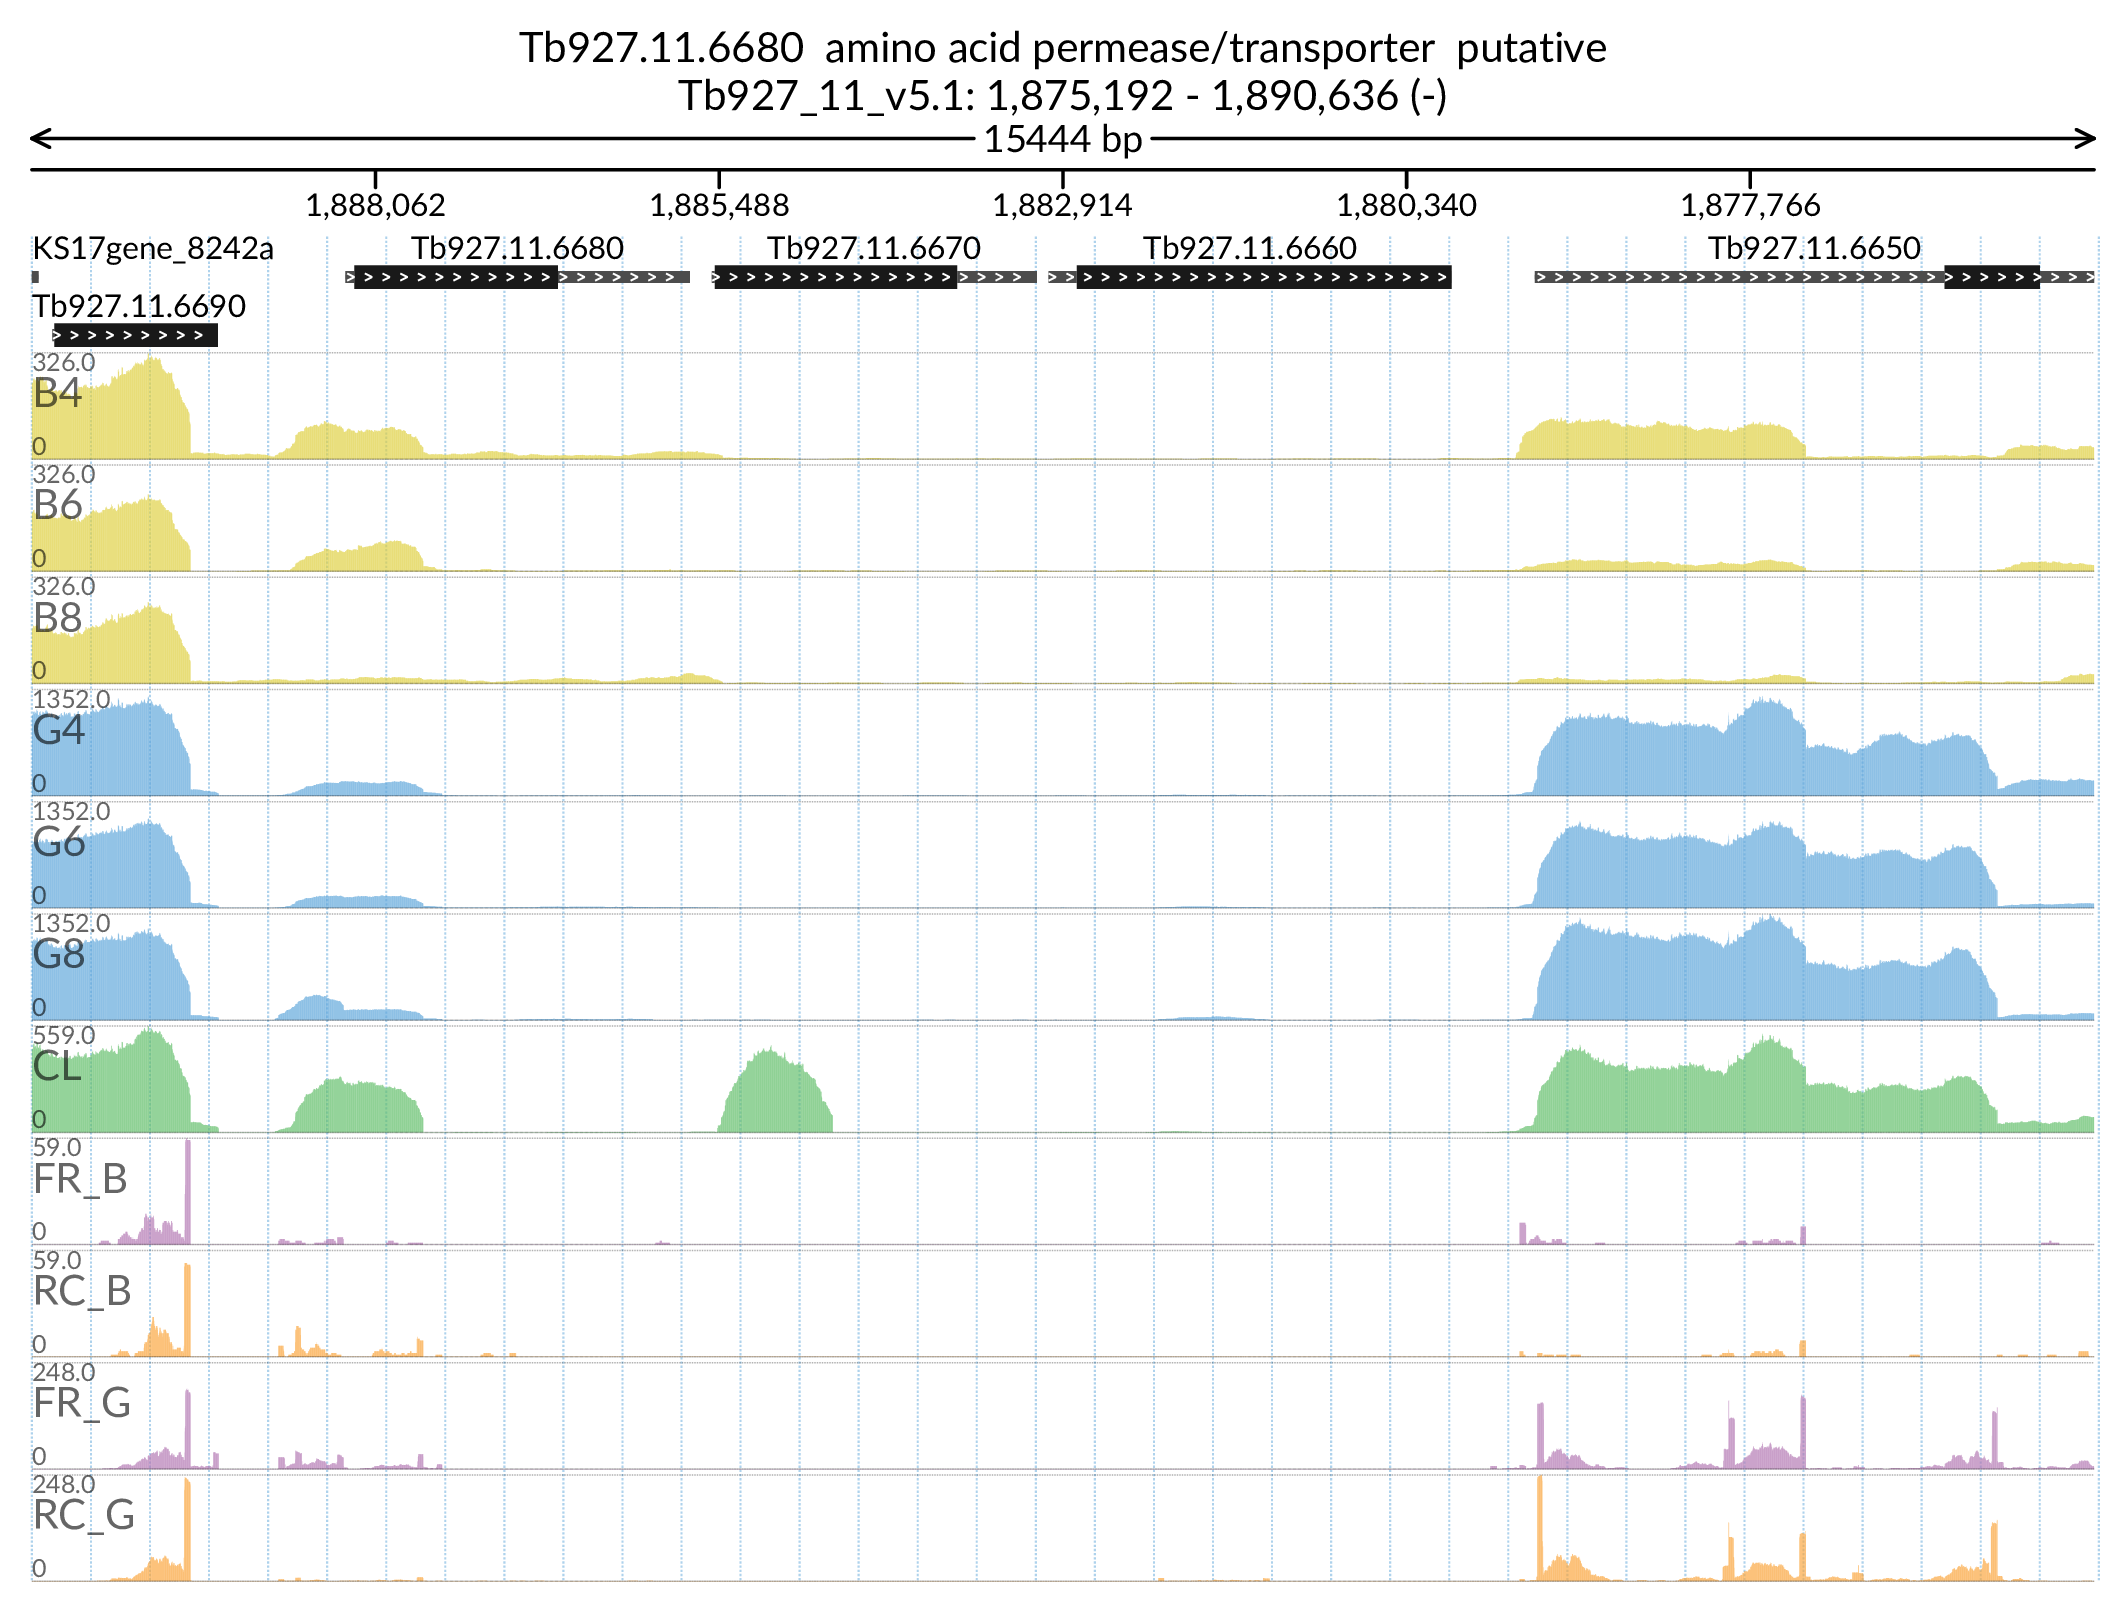 Tb927.11.6680  amino acid permease/transporter  putative
Tb927_11_v5.1: 1,875,192 - 1,890,636 (-)
15444 bp
1,888,062 1,885,488 1,882,914 1,880,340 1,877,766
KS17gene_8242a Tb927.11.6680 Tb927.11.6670 Tb927.11.6660 Tb927.11.6650
Tb927.11.6690
326.0
B4
0
326.0
B6
0
326.0
B8
0
1352.0
G4
0
1352.0
G6
0
1352.0
G8
0
559.0
CL
0
59.0
FR_B
0
59.0
RC_B
0
248.0
FR_G
0
248.0
RC_G
0